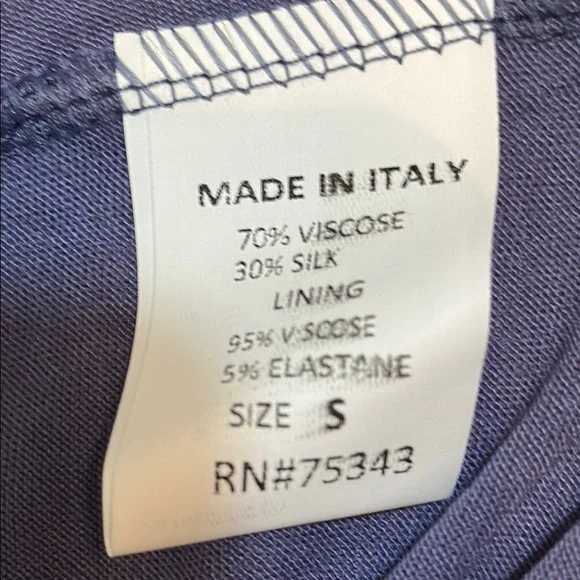 MADE IN ITALY
70% VISCOSE
30% SILK
LINING
95% VISCOSE
5% ELASTANE
SIZE S
RN#75343